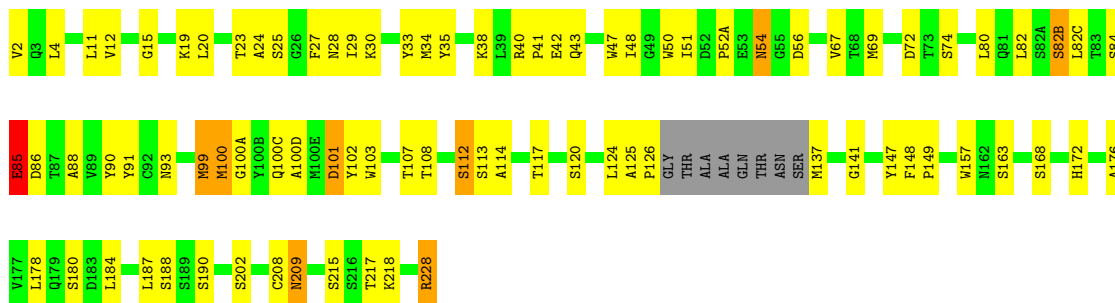 V2 Q3 L4 L11 V12 G15 K19 L20 T23 A24 S25 G26 F27 N28 I29 K30 Y33 M34 Y35 K38 L39 R40 P41 E42 Q43 W47 I48 G49 W50 I51 D52 P52A E53 N54 G55 D56 V67 T68 M69 D72 T73 S74 L80 Q81 L82 S82A S82B L82C T83 S84
E85 D86 T87 A88 V89 Y90 Y91 C92 N93 M99 M100 G100A Y100B Q100C A100D M100E D101 Y102 W103 T107 T108 S112 S113 A114 T117 S120 L124 A125 P126 GLY THR ALA ALA GLN THR ASN SER M137 G141 Y147 F148 P149 W157 N162 S163 S168 H172 A176
V177 L178 Q179 S180 D183 L184 L187 S188 S189 S190 S202 C208 N209 S215 S216 T217 K218 R228